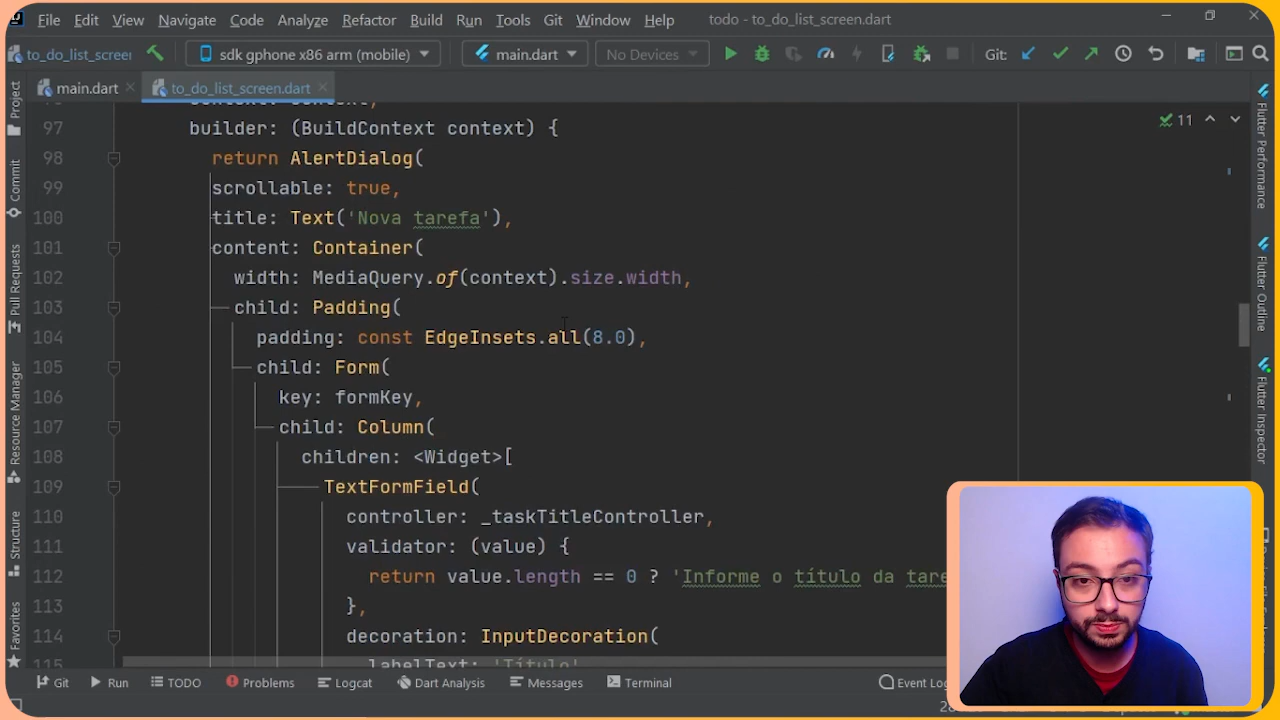 File Edit View Navigate Code Analyze Refactor Build Run Tools Git Window Help todo - to_do_list_screen.dart
to_do_list_screen sdk gphone x86 arm (mobile) main.dart No Devices Git:
main.dart to_do_list_screen.dart
97 builder: (BuildContext context) {
98 return AlertDialog(
99 scrollable: true,
100 title: Text('Nova tarefa'),
101 content: Container(
102 width: MediaQuery.of(context).size.width,
103 child: Padding(
104 padding: const EdgeInsets.all(8.0),
105 child: Form(
106 key: formKey,
107 child: Column(
108 children: <Widget>[
109 TextFormField(
110 controller: _taskTitleController,
111 validator: (value) {
112 return value.length == 0 ? 'Informe o título da tare
113 },
114 decoration: InputDecoration(
115 labelText: 'Título'
11
Project
Commit
Pull Requests
Resource Manager
Structure
Favorites
Flutter Performance
Flutter Outline
Flutter Inspector
Git Run TODO Problems Logcat Dart Analysis Messages Terminal Event Log